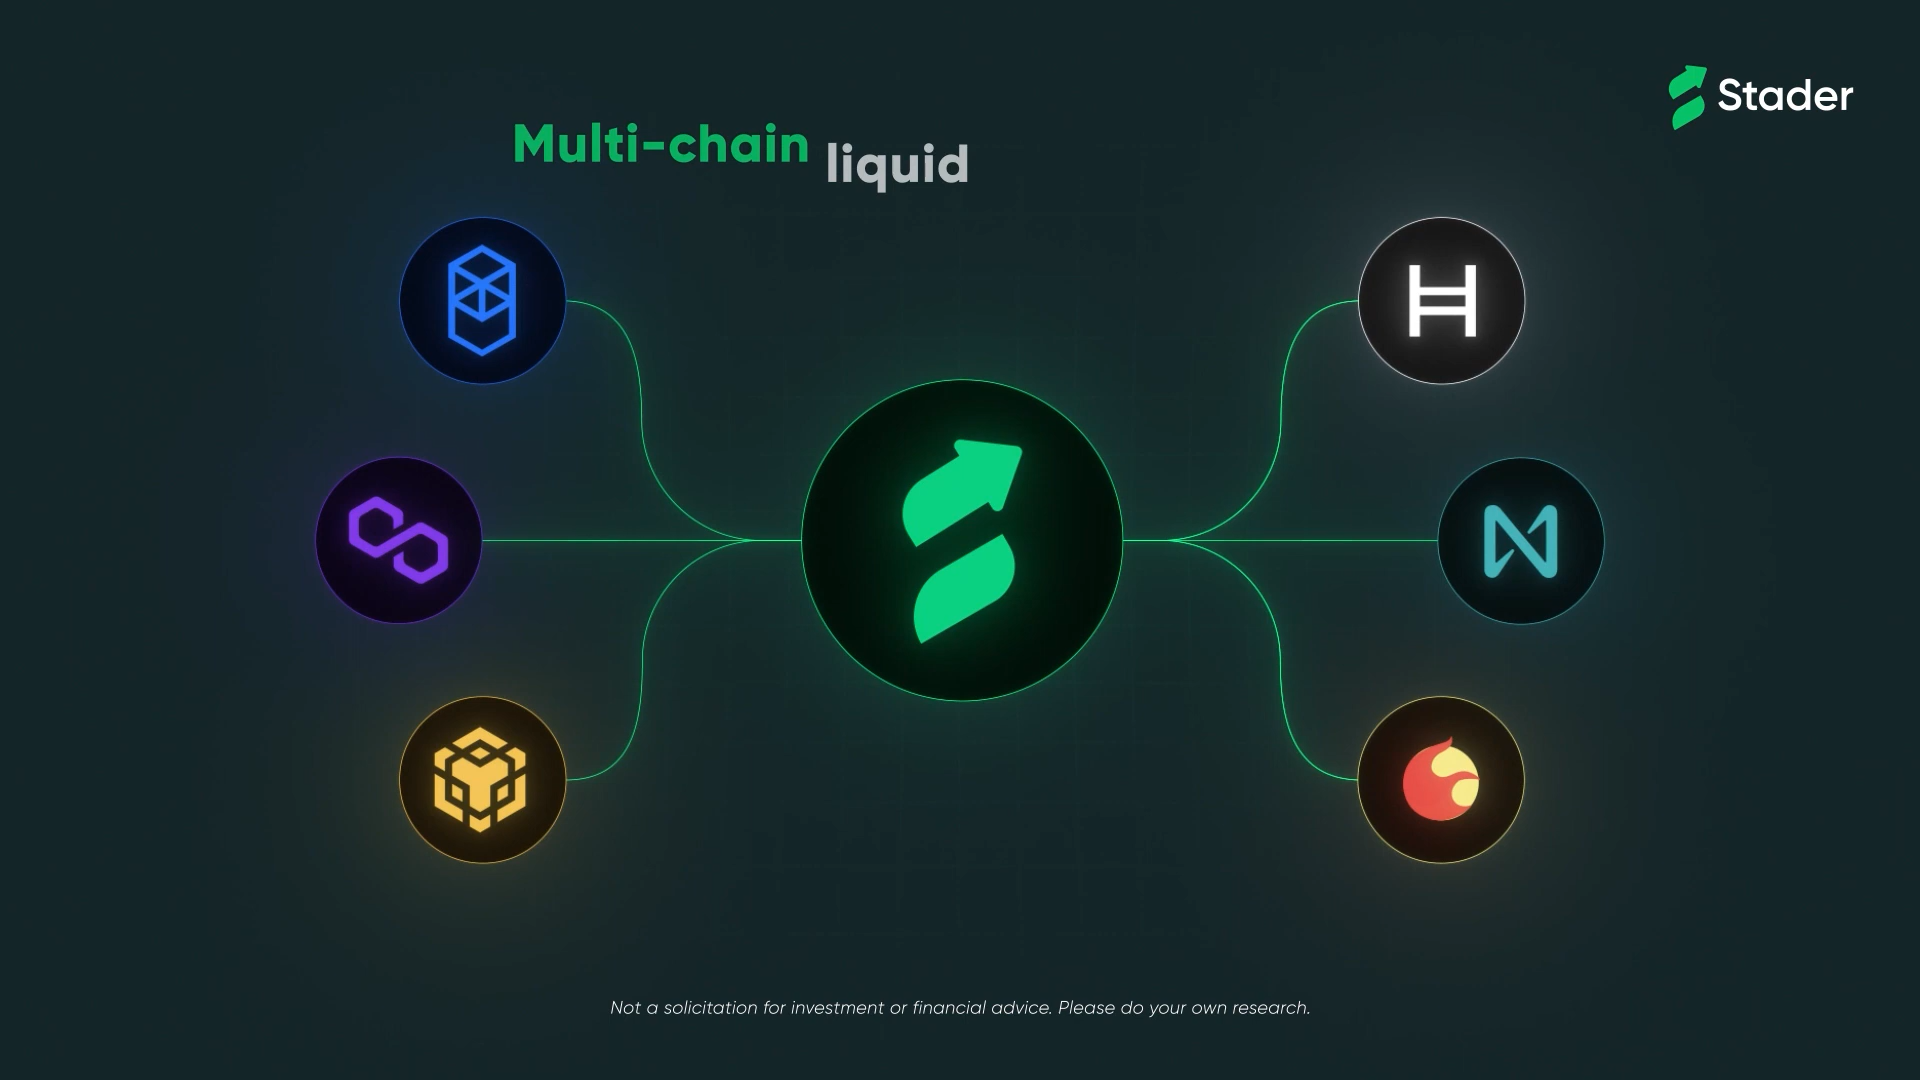 Stader
Multi-chain liquid
Not a solicitation for investment or financial advice. Please do your own research.